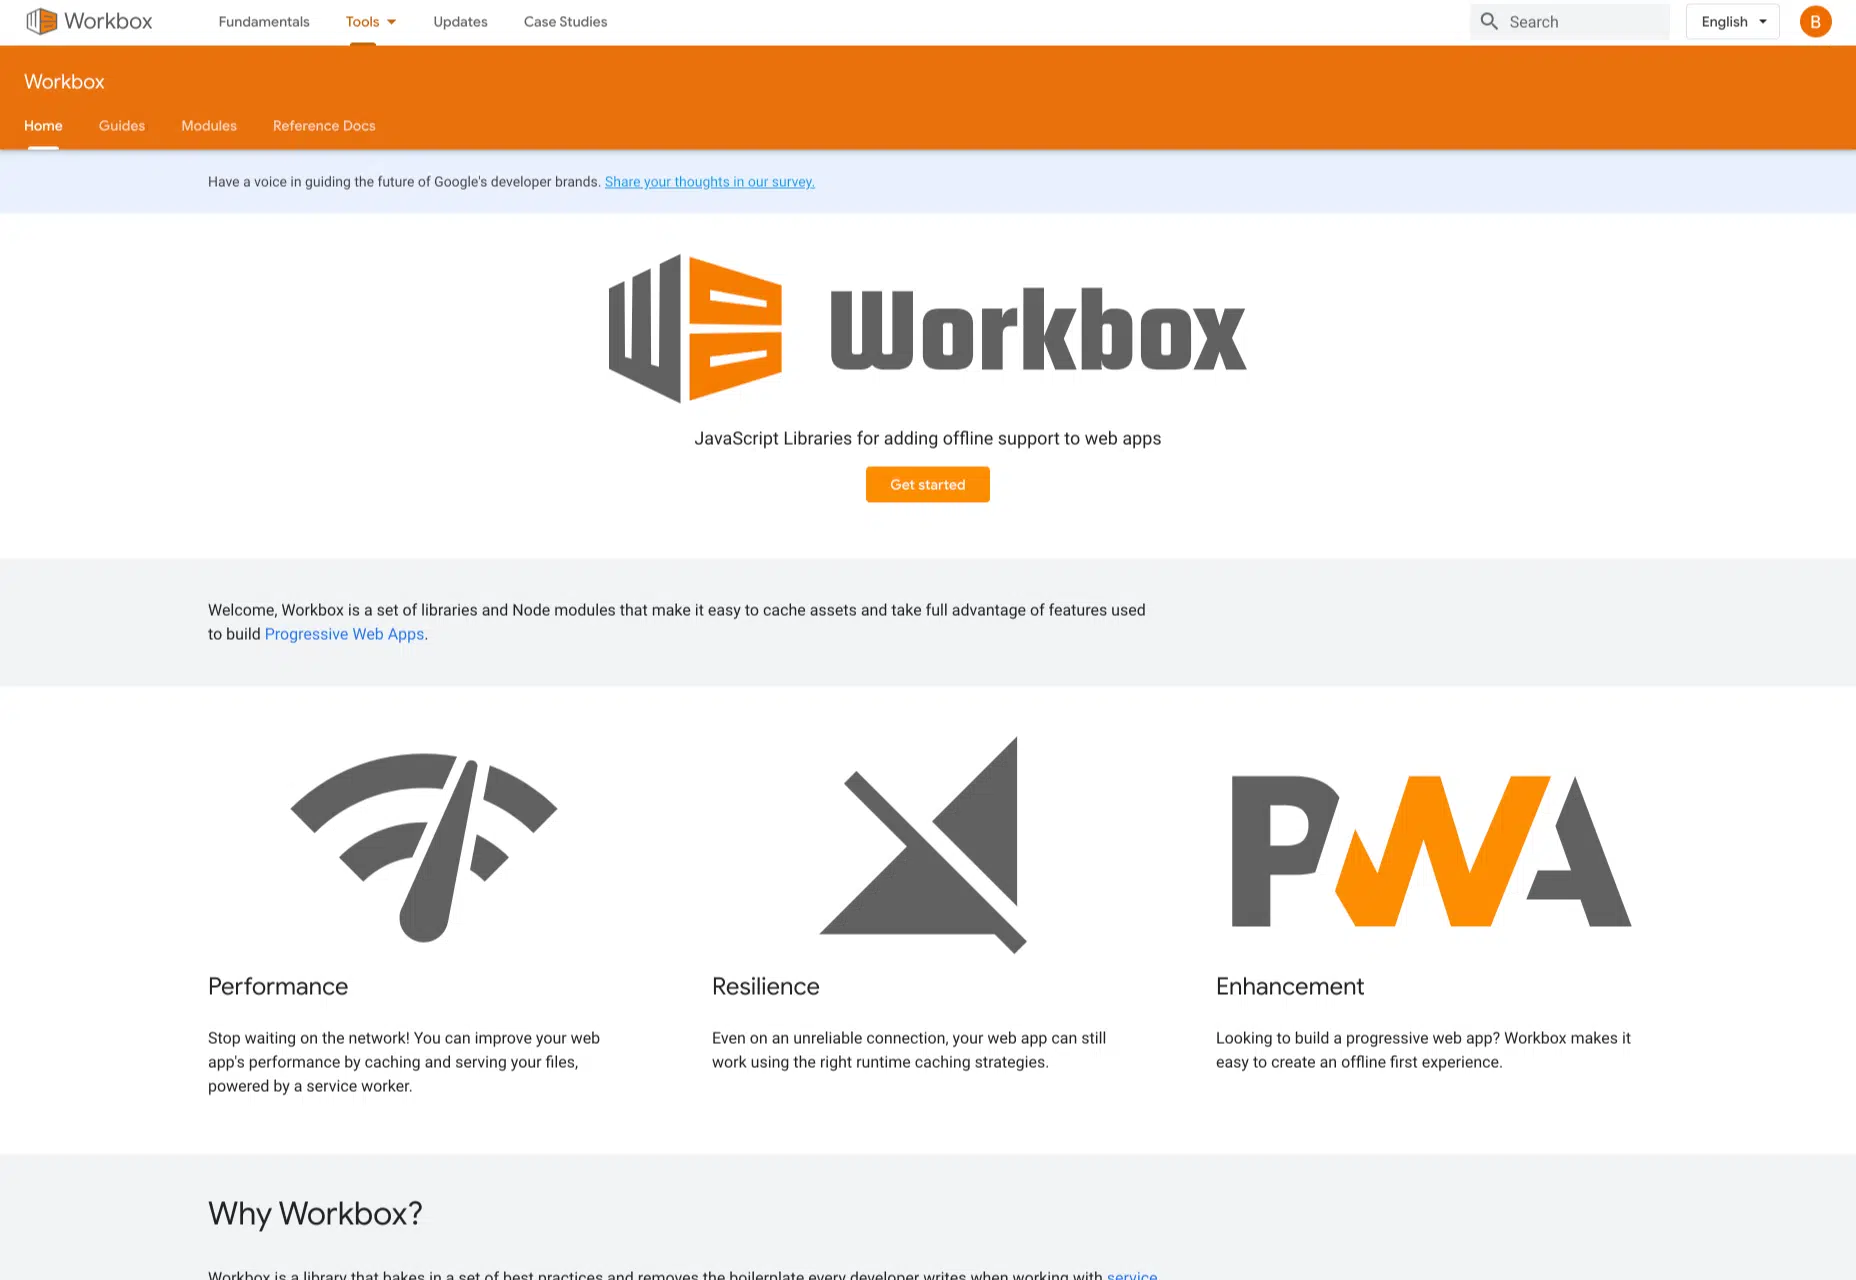 Workbox
Fundamentals
Tools
Updates
Case Studies
Search
English
B
Workbox
Home
Guides
Modules
Reference Docs
Have a voice in guiding the future of Google's developer brands. Share your thoughts in our survey.
WB
Workbox
JavaScript Libraries for adding offline support to web apps
Get started
Welcome, Workbox is a set of libraries and Node modules that make it easy to cache assets and take full advantage of features used
to build Progressive Web Apps.
PWA
Performance
Stop waiting on the network! You can improve your web
app's performance by caching and serving your files,
powered by a service worker.
Resilience
Even on an unreliable connection, your web app can still
work using the right runtime caching strategies.
Enhancement
Looking to build a progressive web app? Workbox makes it
easy to create an offline first experience.
Why Workbox?
Workbox is a library that bakes in a set of best practices and removes the boilerplate every developer writes when working with service